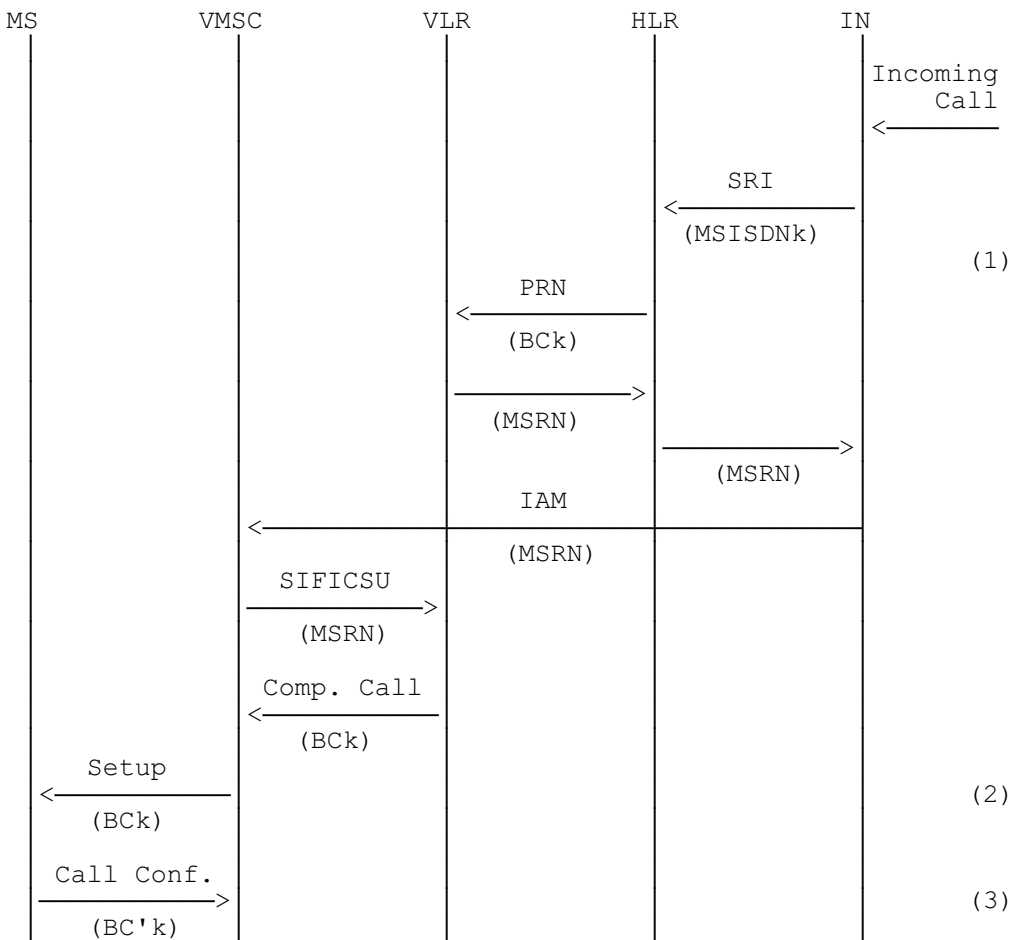 MS VMSC VLR HLR IN
Incoming
Call
SRI
(MSISDNk)
(1)
PRN
(BCk)
(MSRN)
(MSRN)
IAM
(MSRN)
SIFICSU
(MSRN)
Comp. Call
(BCk)
Setup
(2)
(BCk)
Call Conf.
(3)
(BC'k)